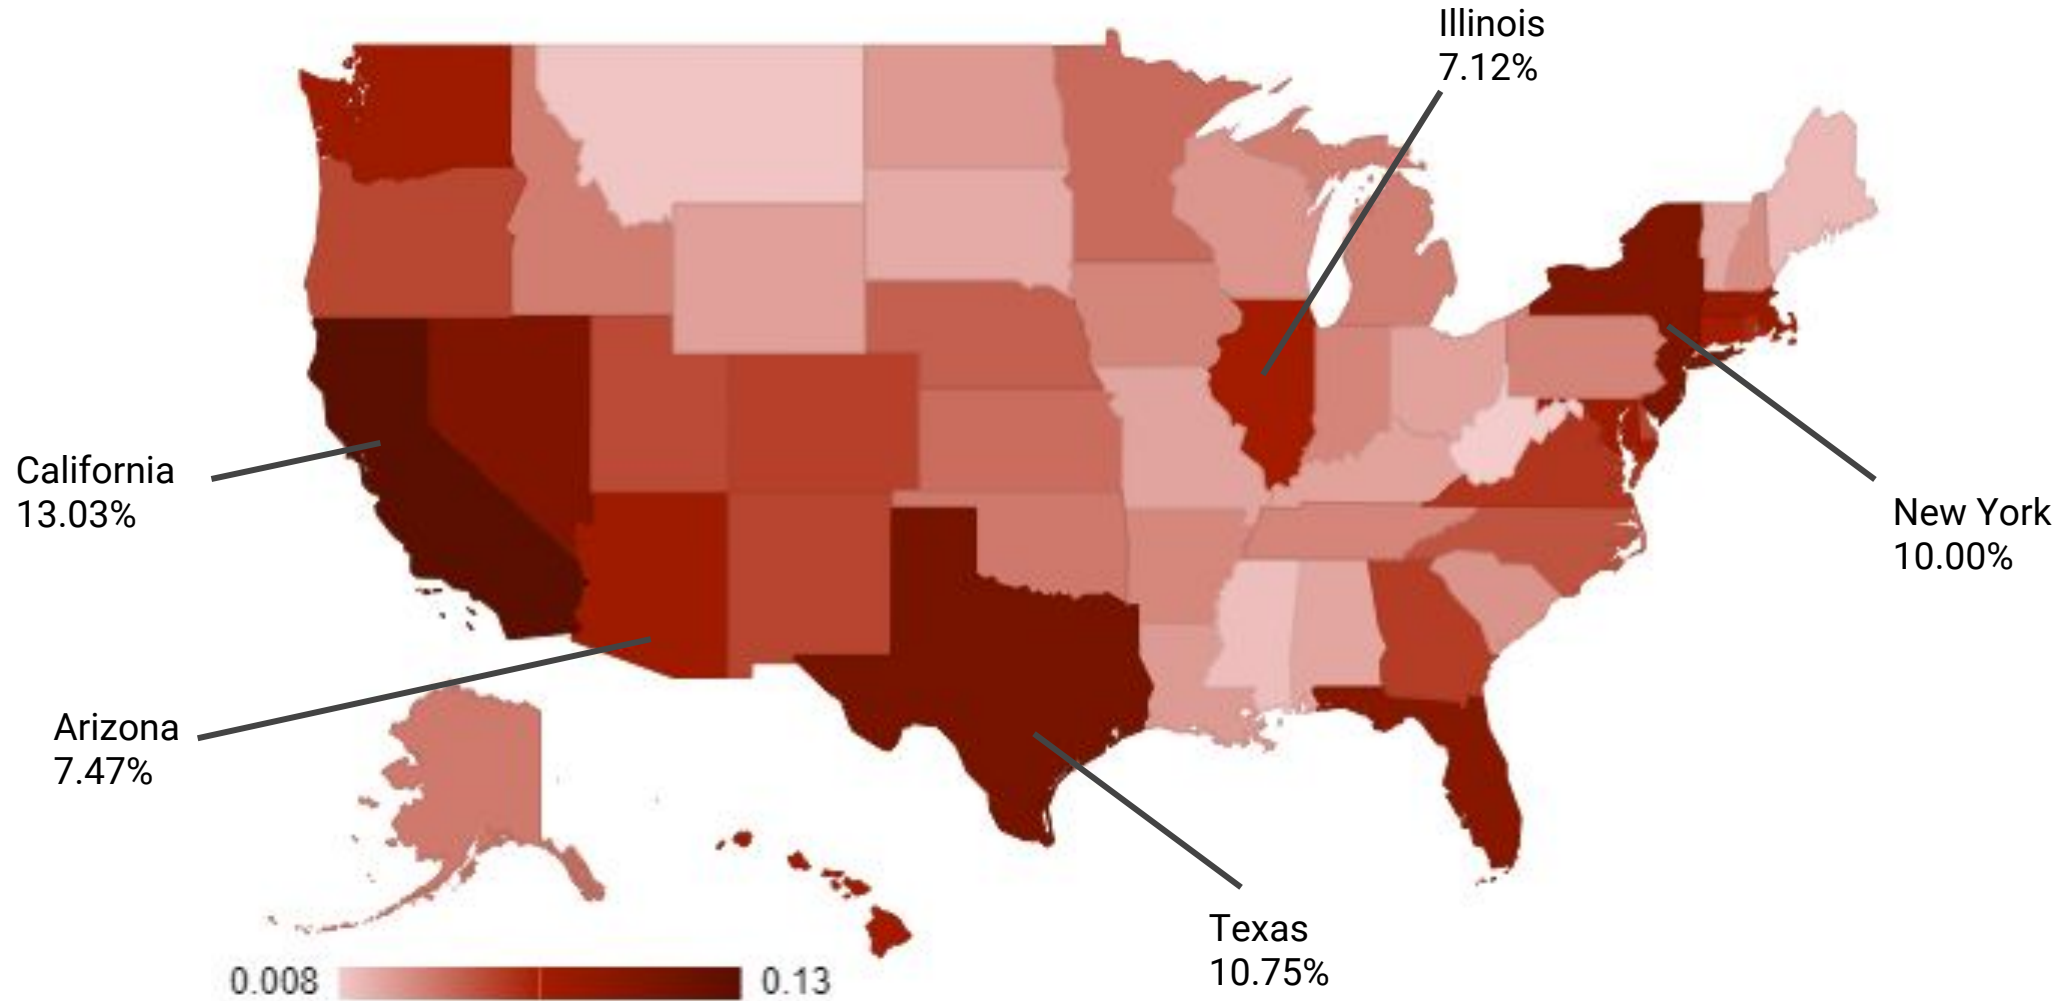 Illinois
7.12%
California
13.03%
New York
10.00%
Arizona
7.47%
Texas
10.75%
0.008
0.13